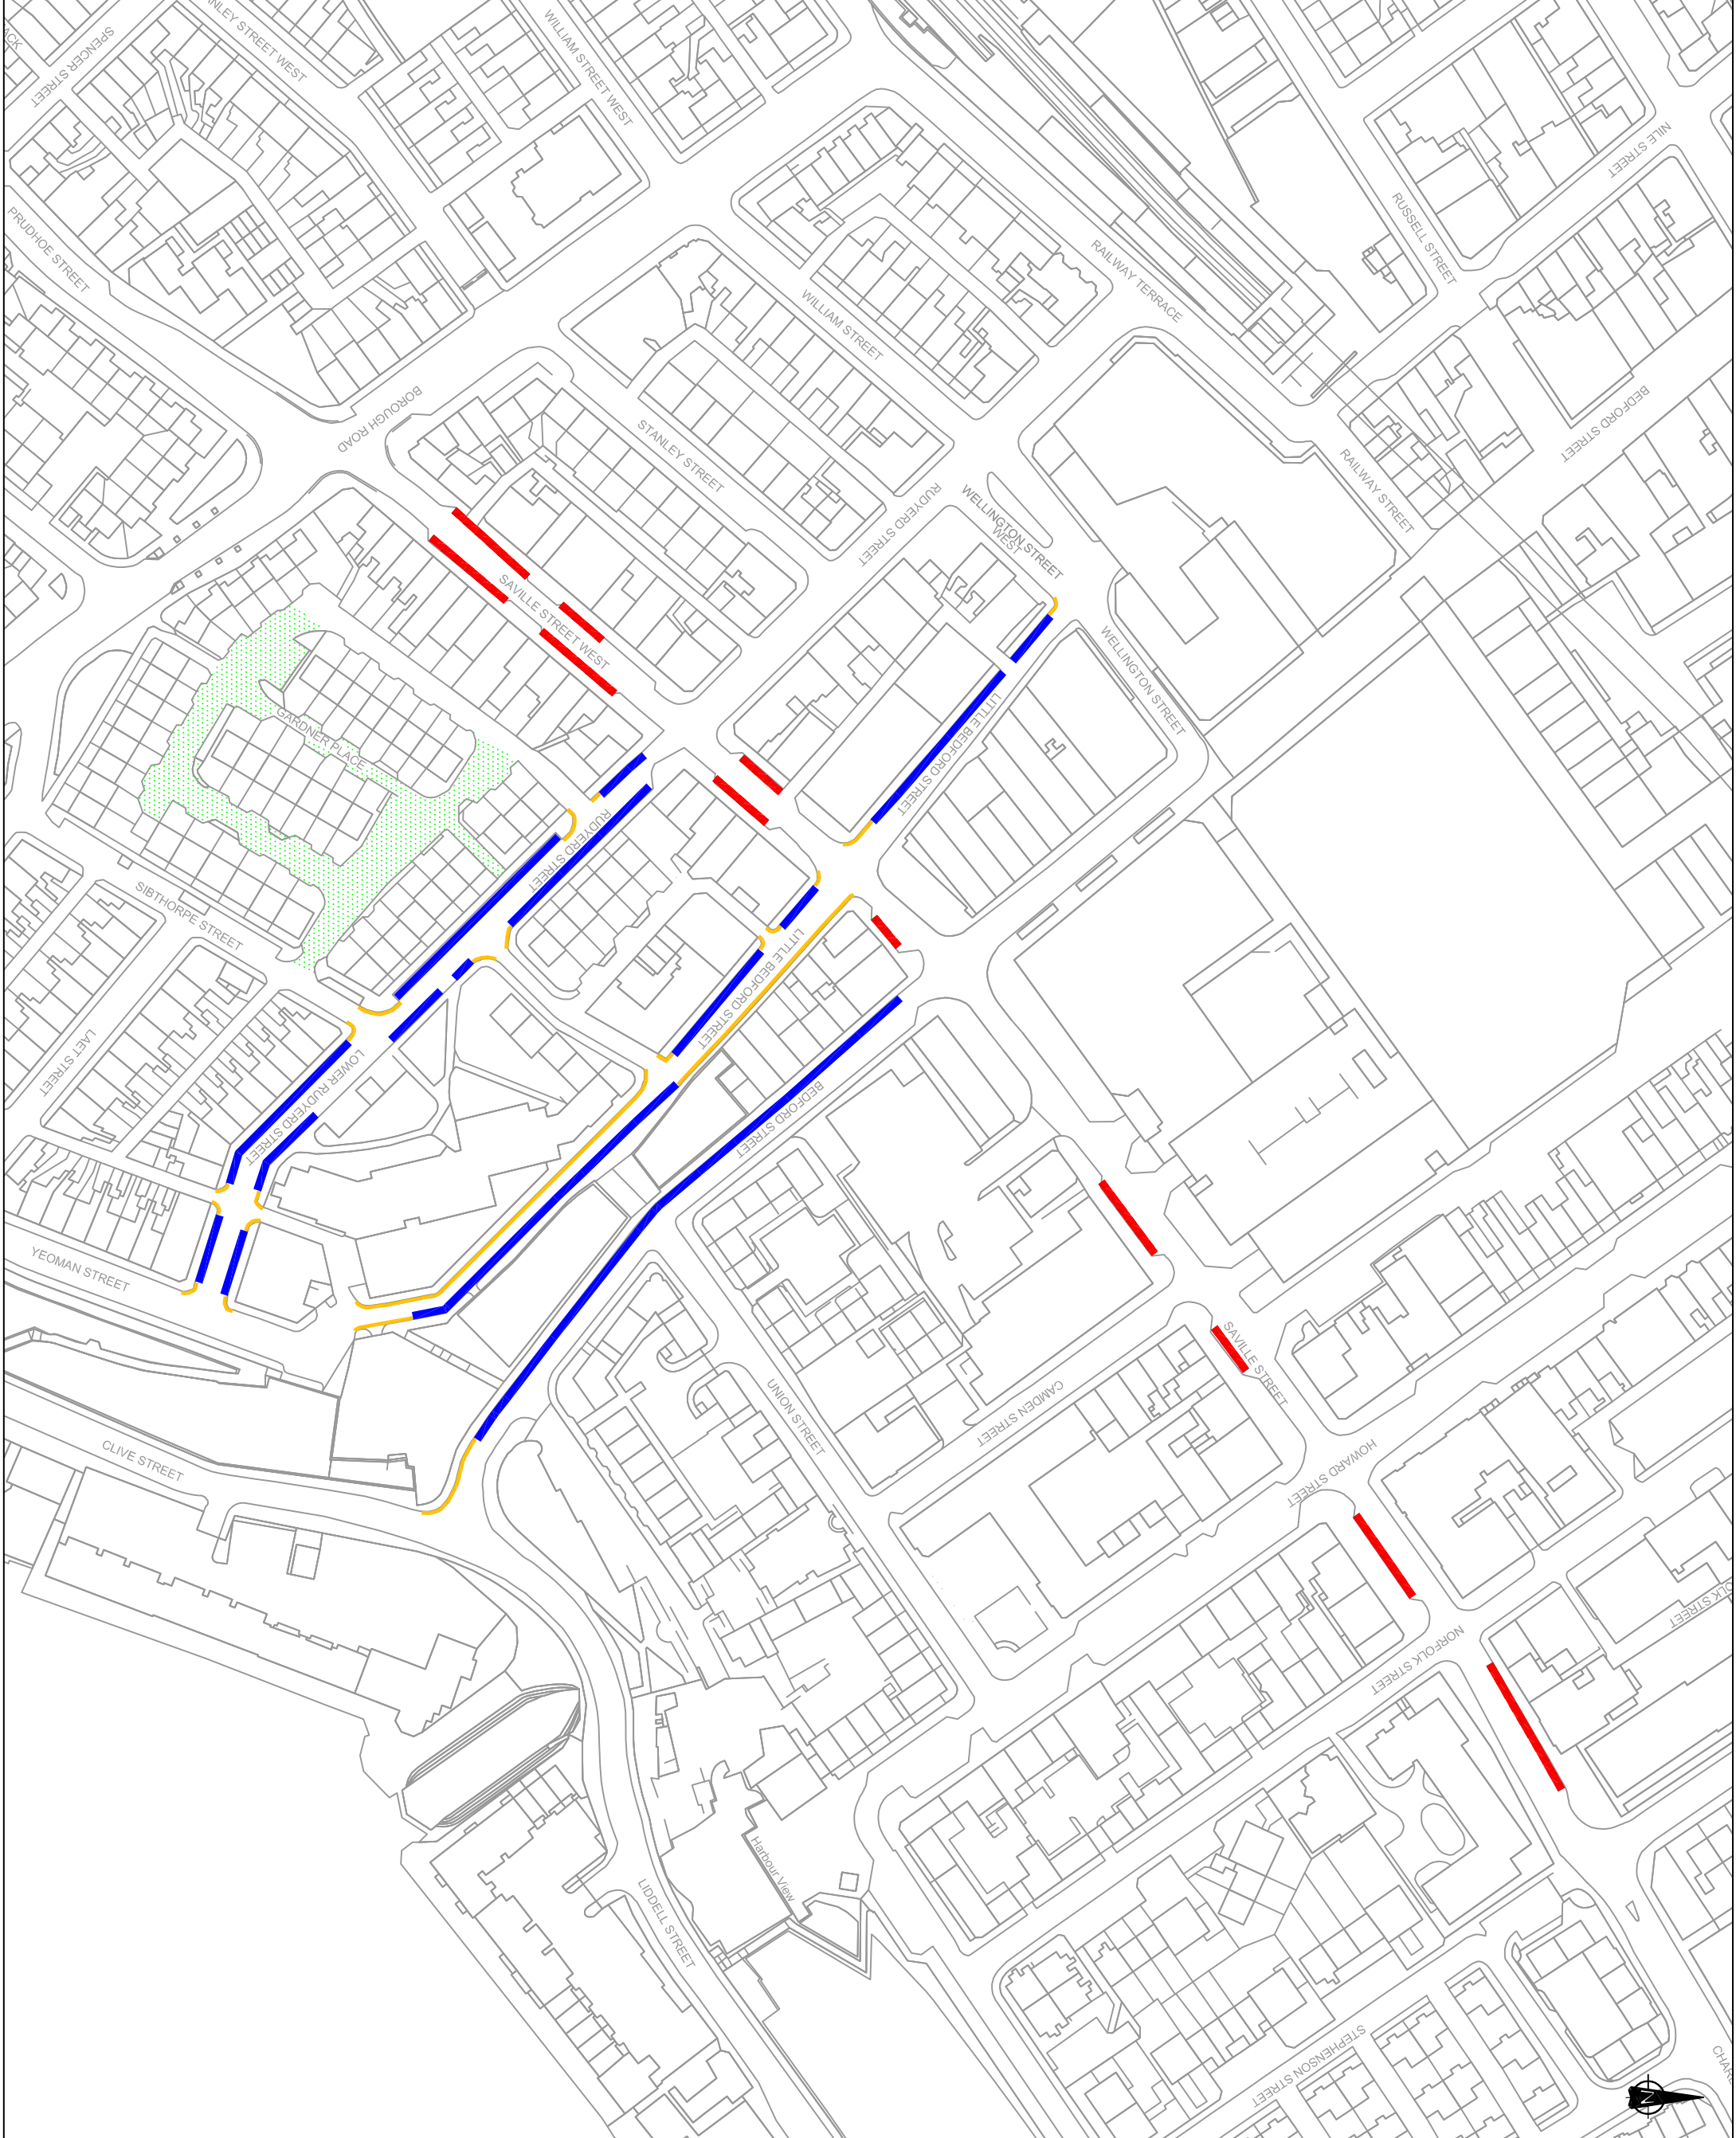 SPENCER STREET
WILLIAM STREET WEST
NILE STREET
PRUDHOE STREET
RUSSELL STREET
RAILWAY TERRACE
WILLIAM STREET
BOROUGH ROAD
BEDFORD STREET
STANLEY STREET
RAILWAY STREET
RUDYERD STREET
WELLINGTON STREET
WEST
SAVILLE STREET WEST
WELLINGTON STREET
LITTLE BEDFORD STREET
GARDNER PLACE
RUDYERD STREET
SIBTHORPE STREET
LITTLE BEDFORD STREET
LAET STREET
LOWER RUDYERD STREET
BEDFORD STREET
YEOMAN STREET
SAVILLE STREET
UNION STREET
CAMDEN STREET
CLIVE STREET
HOWARD STREET
NORFOLK STREET
Harbour View
LIDDELL STREET
STEPHENSON STREET
N